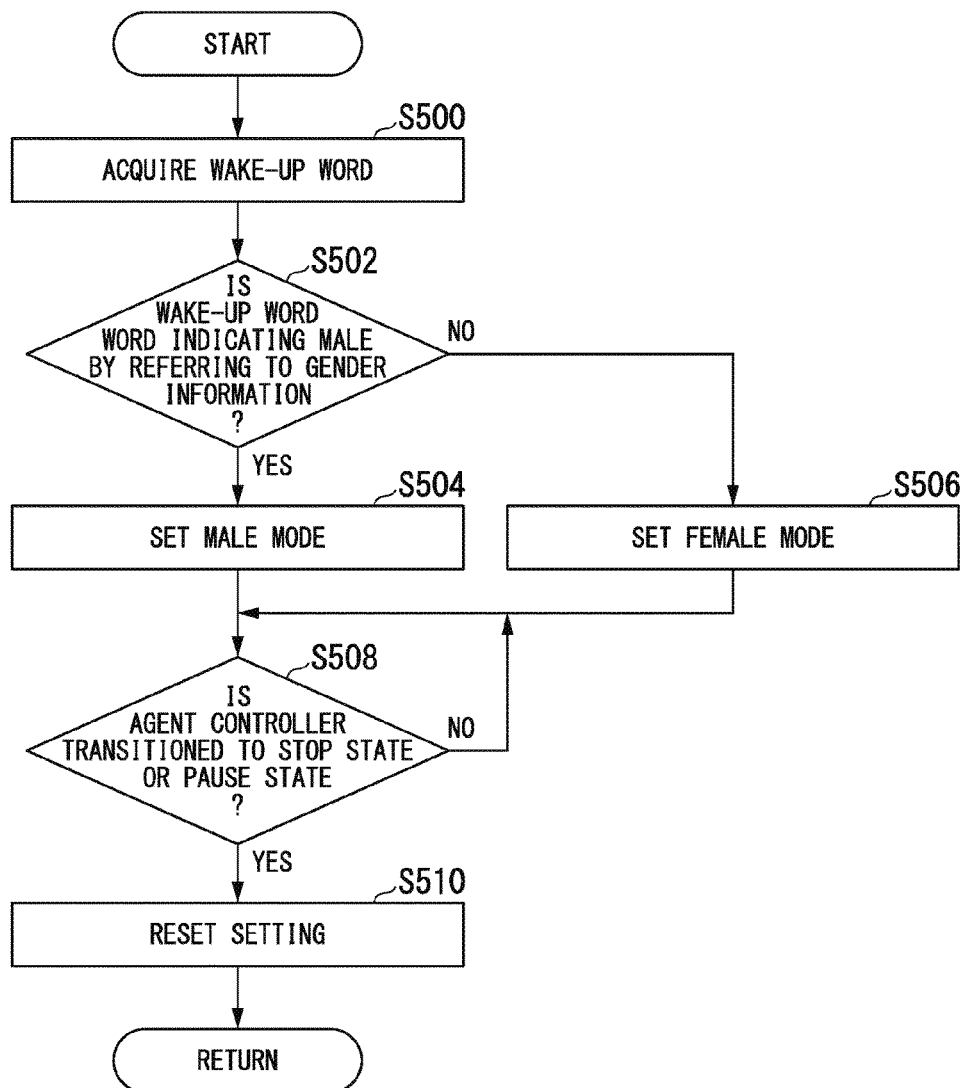 START
S500
ACQUIRE WAKE-UP WORD
S502
IS
WAKE-UP WORD
WORD INDICATING MALE
BY REFERRING TO GENDER
INFORMATION
?
NO
YES
S504
SET MALE MODE
S506
SET FEMALE MODE
S508
IS
AGENT CONTROLLER
TRANSITIONED TO STOP STATE
OR PAUSE STATE
?
NO
YES
S510
RESET SETTING
RETURN